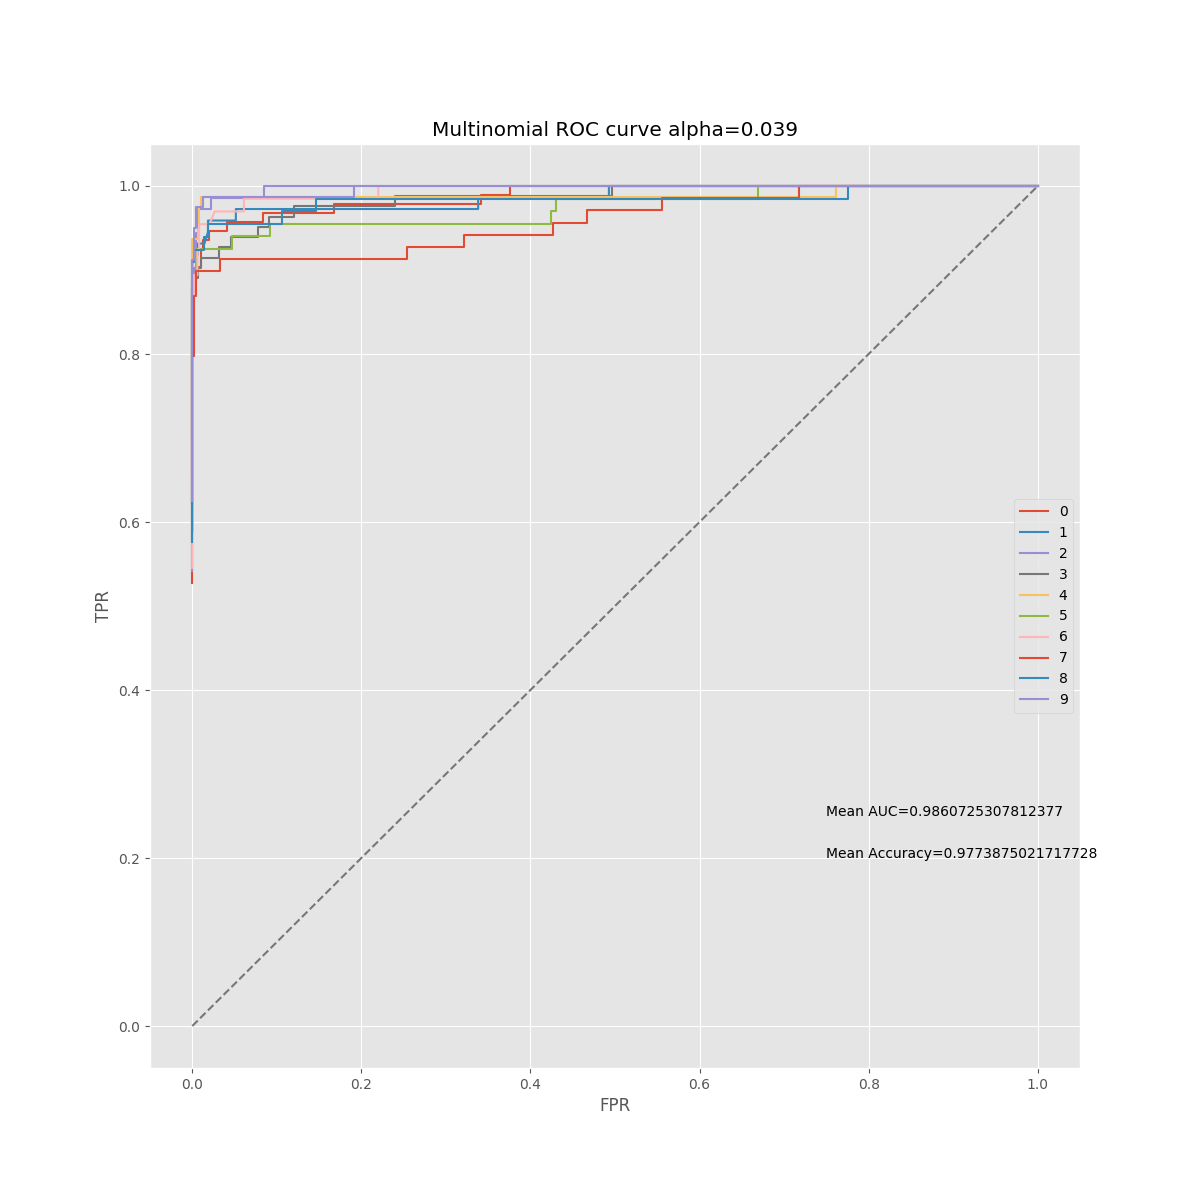 Multinomial ROC curve alpha=0.039
1.0
0.8
0.6
0.4
0.2
0.0
TPR
0
1
2
3
4
5
6
7
8
9
Mean AUC=0.9860725307812377
Mean Accuracy=0.9773875021717728
0.0 0.2 0.4 0.6 0.8 1.0
FPR